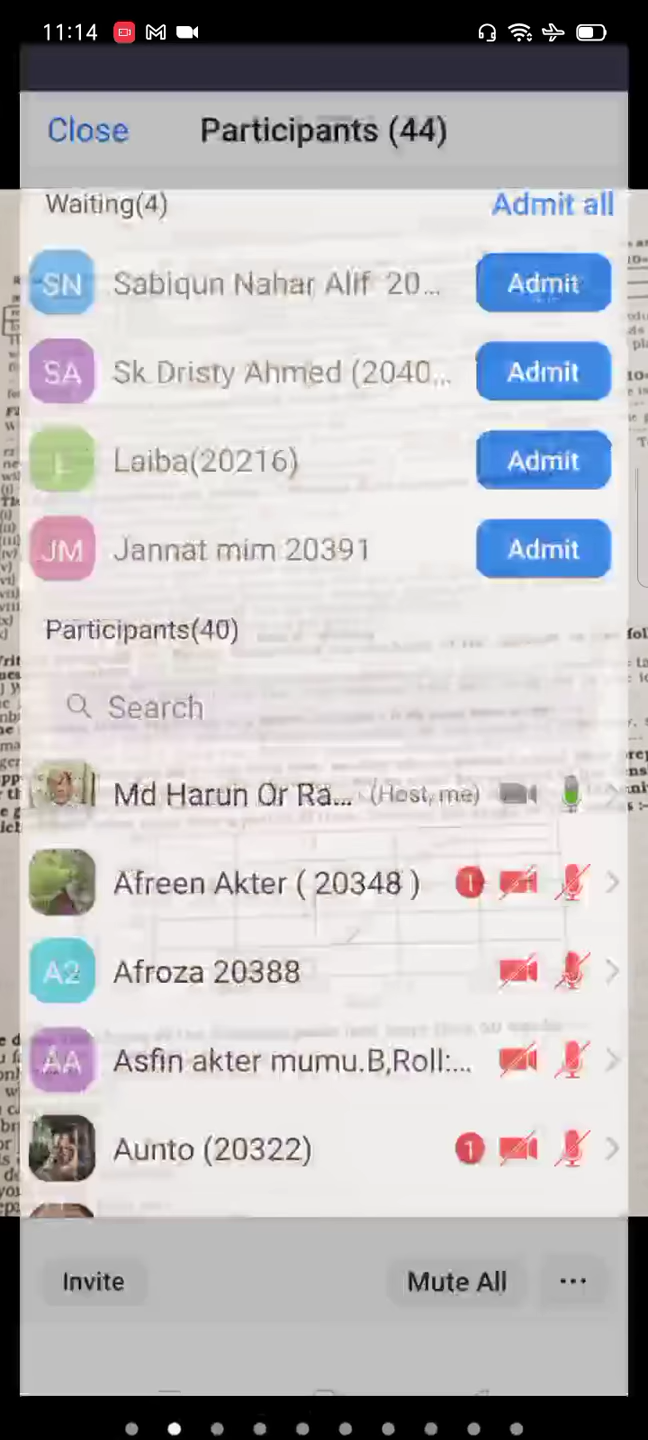 11:14
Close Participants (44)
Waiting(4) Admit all
SN Sabiqun Nahar Alif 20... Admit
SA Sk Dristy Ahmed (2040... Admit
L Laiba(20216) Admit
JM Jannat mim 20391 Admit
Participants(40)
Search
Md Harun Or Ra... (Host, me)
Afreen Akter ( 20348 ) 1
A2 Afroza 20388
AA Asfin akter mumu.B,Roll:...
Aunto (20322) 1
Invite Mute All ...